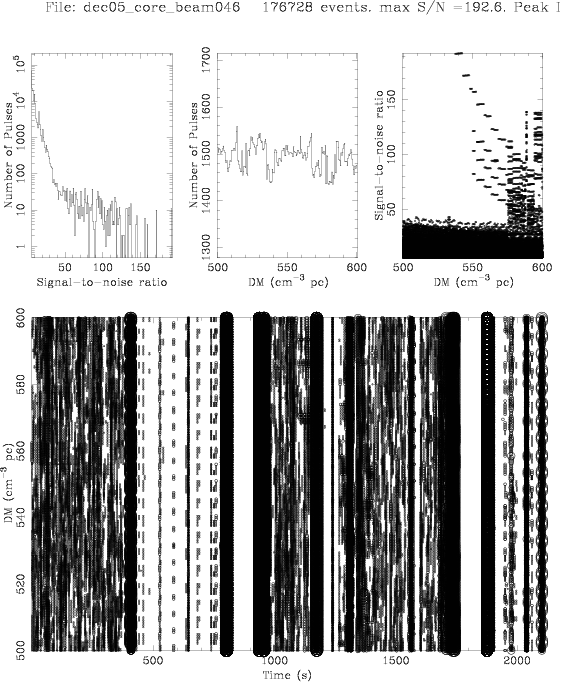 File: dec05_core_beam046 176728 events. max S/N =192.6. Peak
Number of Pulses
10⁵
10⁴
1000
100
10
1
50 100 150
Signal-to-noise ratio
Number of Pulses
1700
1600
1500
1400
1300
500 550 600
DM (cm⁻³ pc)
Signal-to-noise ratio
150
100
50
500 550 600
DM (cm⁻³ pc)
DM (cm⁻³ pc)
600
580
560
540
520
500
500 1000 1500 2000
Time (s)